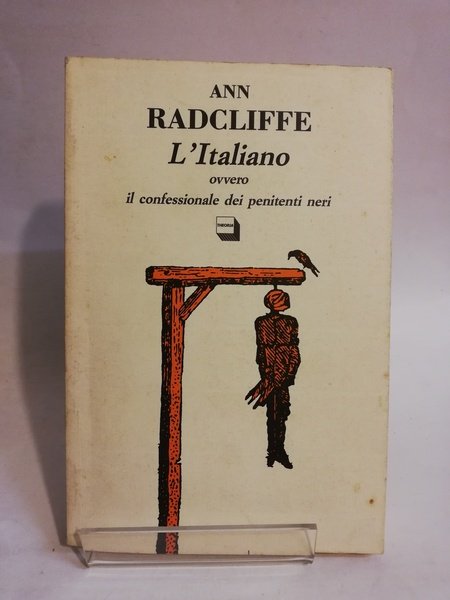 ANN
RADCLIFFE
L'Italiano
ovvero
il confessionale dei penitenti neri
THEORIA